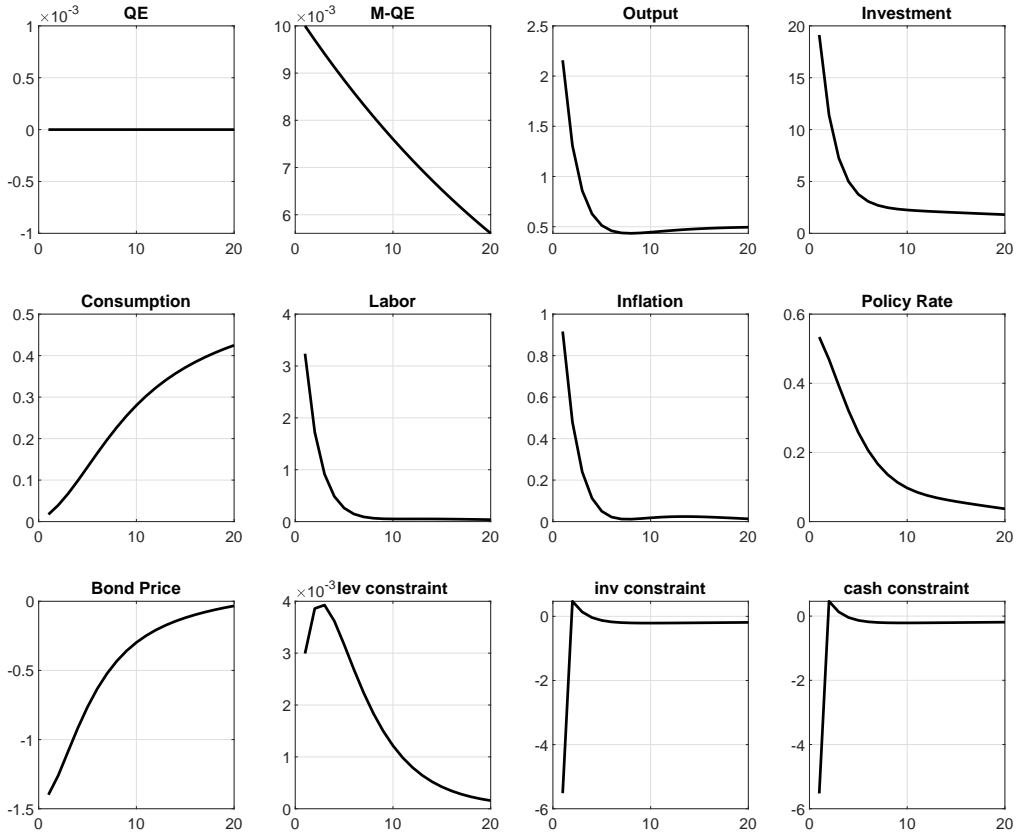 ×10-3 QE
1
0.5
0
-0.5
-1
0 10 20
×10-3 M-QE
10
9
8
7
6
0 10 20
Output
2.5
2
1.5
1
0.5
0 10 20
Investment
20
15
10
5
0
0 10 20
Consumption
0.5
0.4
0.3
0.2
0.1
0
0 10 20
Labor
4
3
2
1
0
0 10 20
Inflation
1
0.8
0.6
0.4
0.2
0
0 10 20
Policy Rate
0.6
0.4
0.2
0
0 10 20
Bond Price
0
-0.5
-1
-1.5
0 10 20
×10-3 lev constraint
4
3
2
1
0
0 10 20
inv constraint
0
-2
-4
-6
0 10 20
cash constraint
0
-2
-4
-6
0 10 20